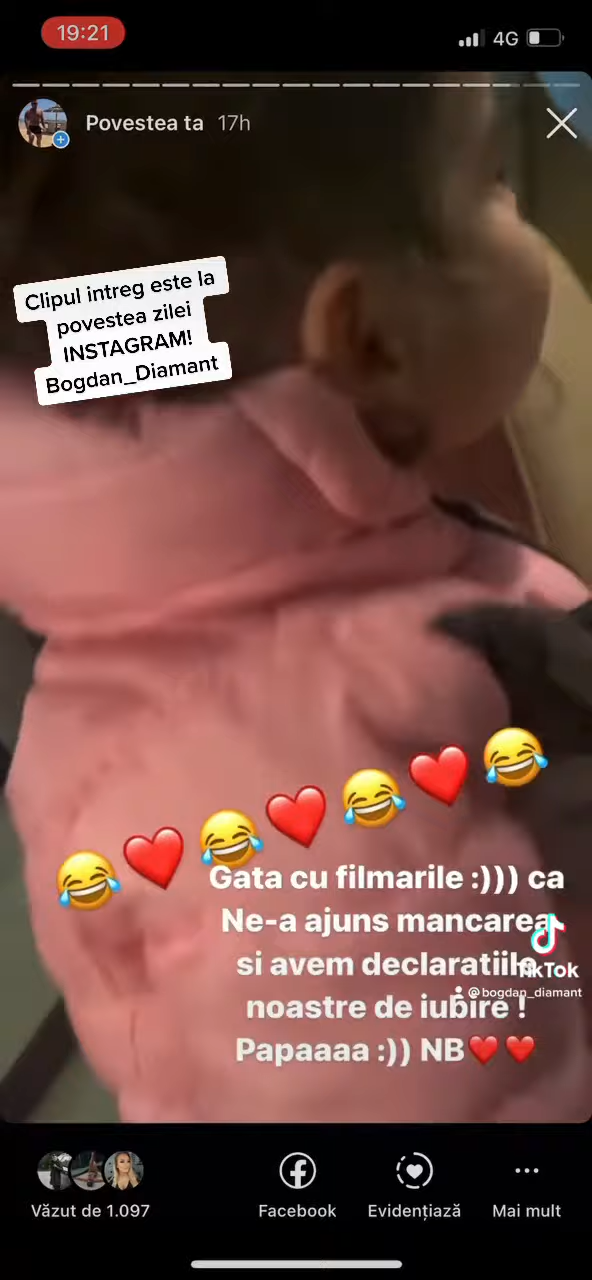 19:21
4G
Povestea ta 17h
Clipul intreg este la
povestea zilei
INSTAGRAM!
Bogdan_Diamant
Gata cu filmarile :))) ca
Ne-a ajuns mancarea
si avem declaratiile
noastre de iubire !
Papaaaa :)) NB❤️❤️
TikTok
@bogdan_diamant
Văzut de 1.097
Facebook
Evidențiază
Mai mult